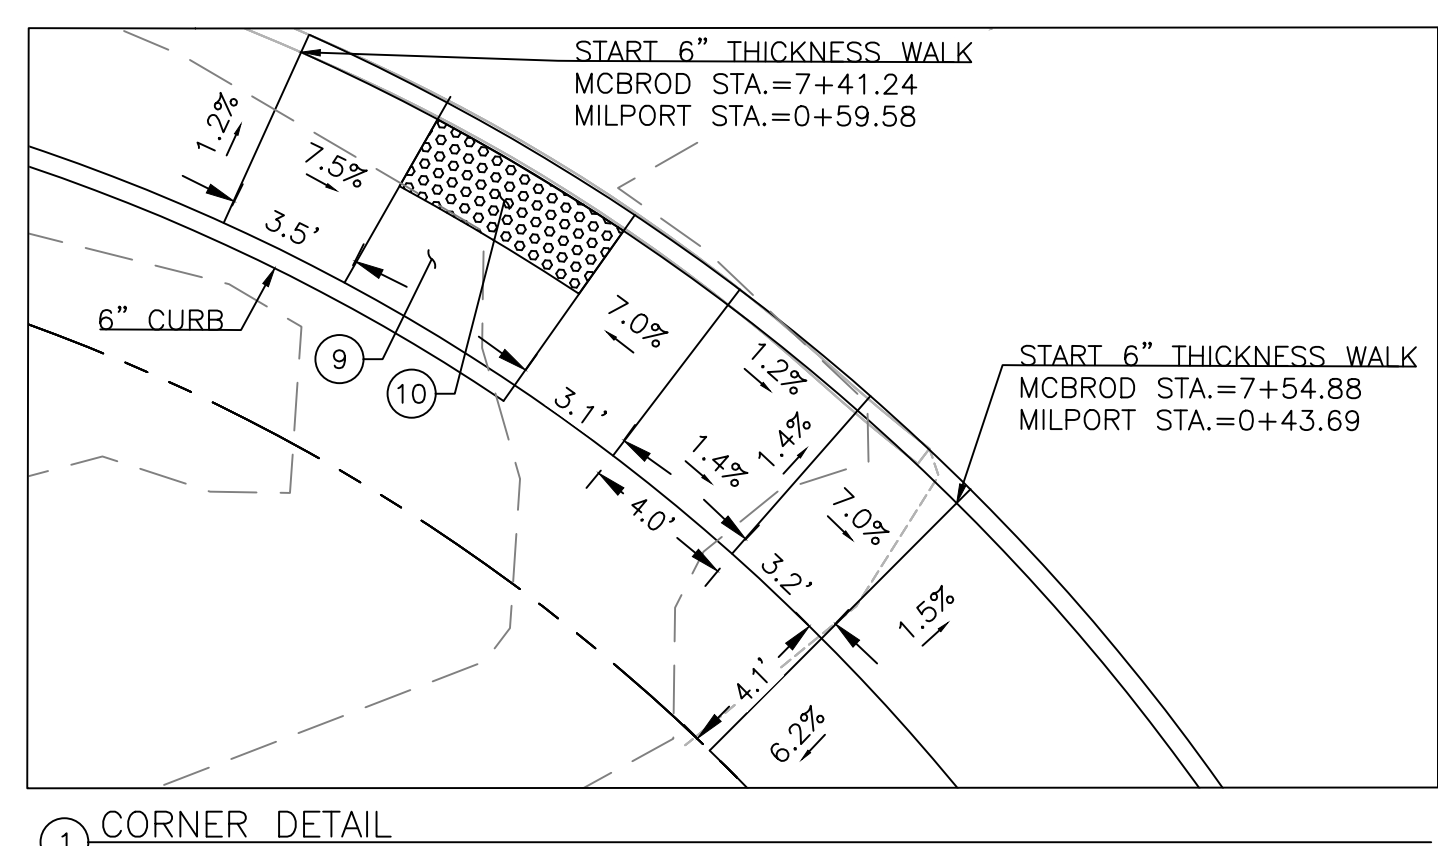 START 6” THICKNESS WALK
MCBROD STA.=7+41.24
MILPORT STA.=0+59.58
1.2%
7.5%
3.5’
6” CURB
9
10
7.0%
3.1’
1.2%
1.4%
1.4%
4.0’
START 6” THICKNESS WALK
MCBROD STA.=7+54.88
MILPORT STA.=0+43.69
7.0%
3.2’
1.5%
4.1’
6.2%
1 CORNER DETAIL